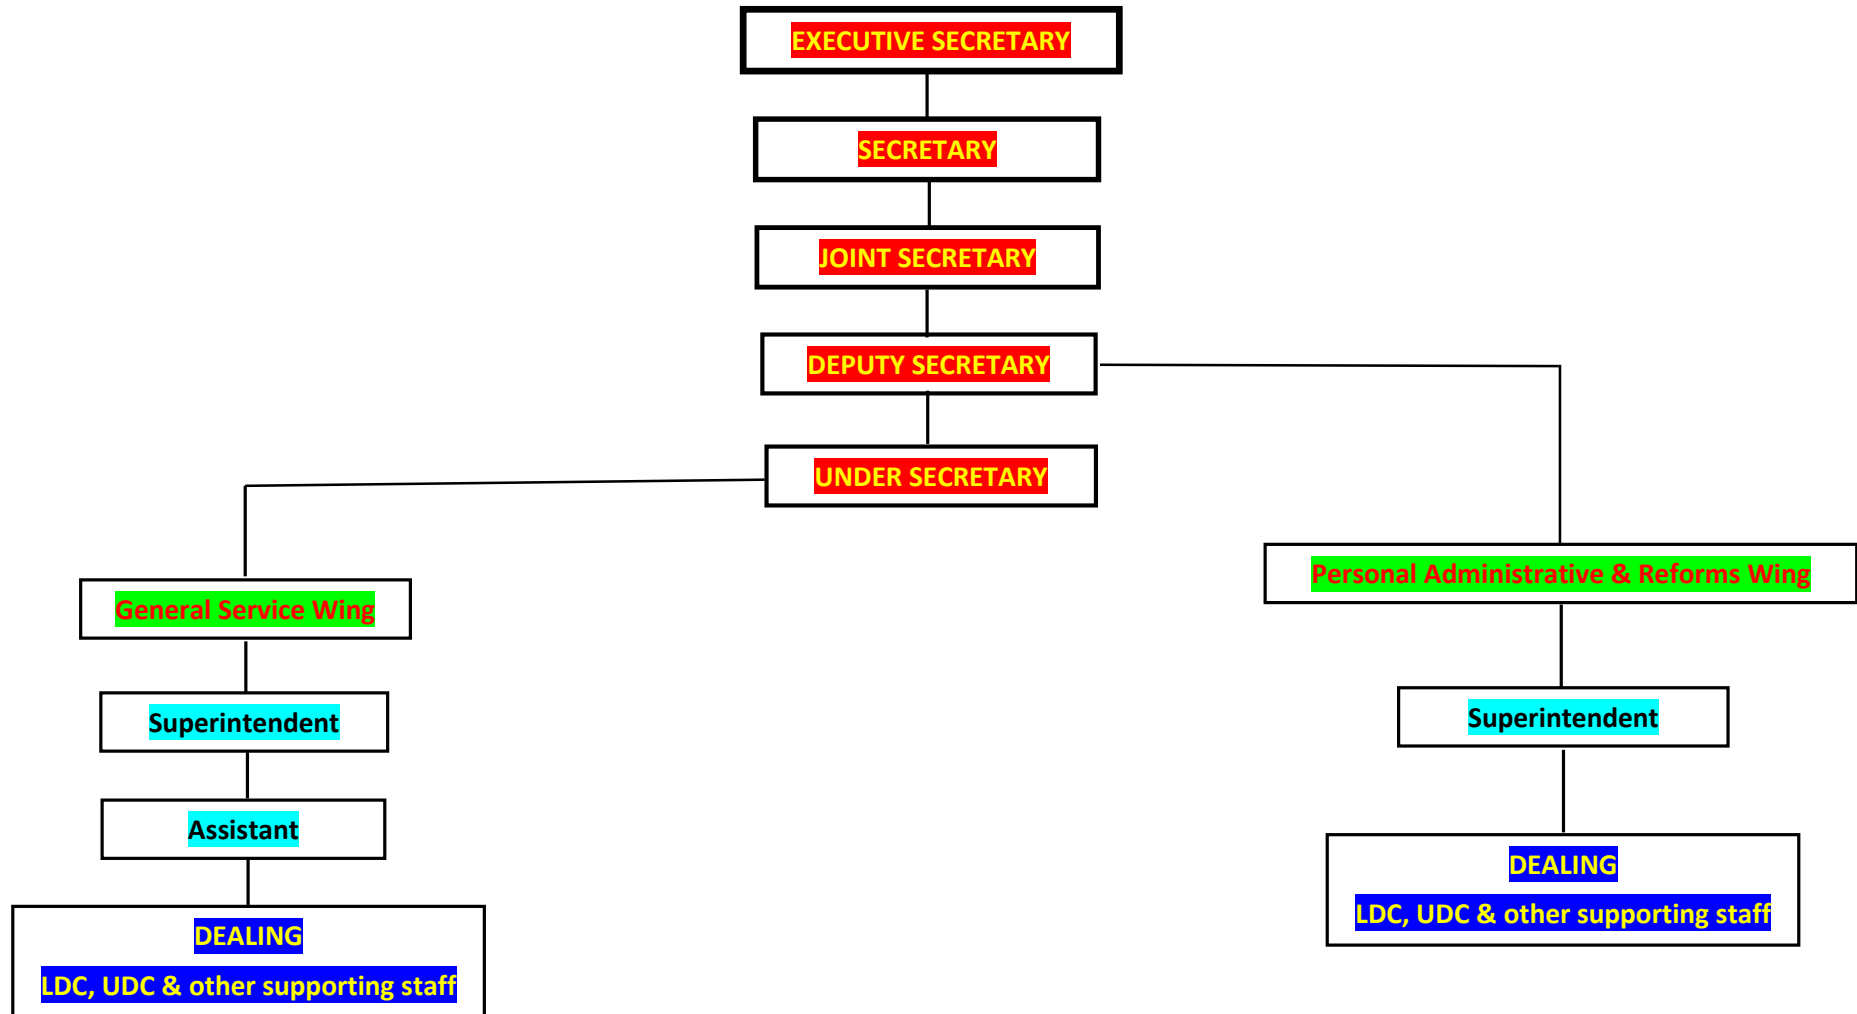 EXECUTIVE SECRETARY
SECRETARY
JOINT SECRETARY
DEPUTY SECRETARY
UNDER SECRETARY
General Service Wing
Superintendent
Assistant
DEALING
LDC, UDC & other supporting staff
Personal Administrative & Reforms Wing
Superintendent
DEALING
LDC, UDC & other supporting staff